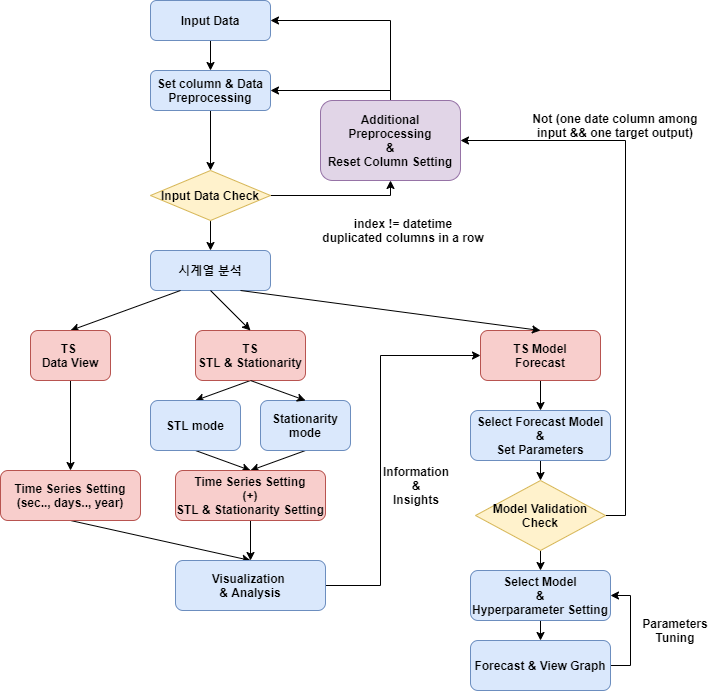 Input Data
Set column & Data
Preprocessing
Additional
Preprocessing
&
Reset Column Setting
Not (one date column among
input && one target output)
Input Data Check
index != datetime
duplicated columns in a row
시계열 분석
TS
Data View
TS
STL & Stationarity
TS Model
Forecast
STL mode
Stationarity
mode
Select Forecast Model
&
Set Parameters
Time Series Setting
(sec.., days.., year)
Time Series Setting
(+)
STL & Stationarity Setting
Information
&
Insights
Model Validation
Check
Visualization
& Analysis
Select Model
&
Hyperparameter Setting
Parameters
Tuning
Forecast & View Graph